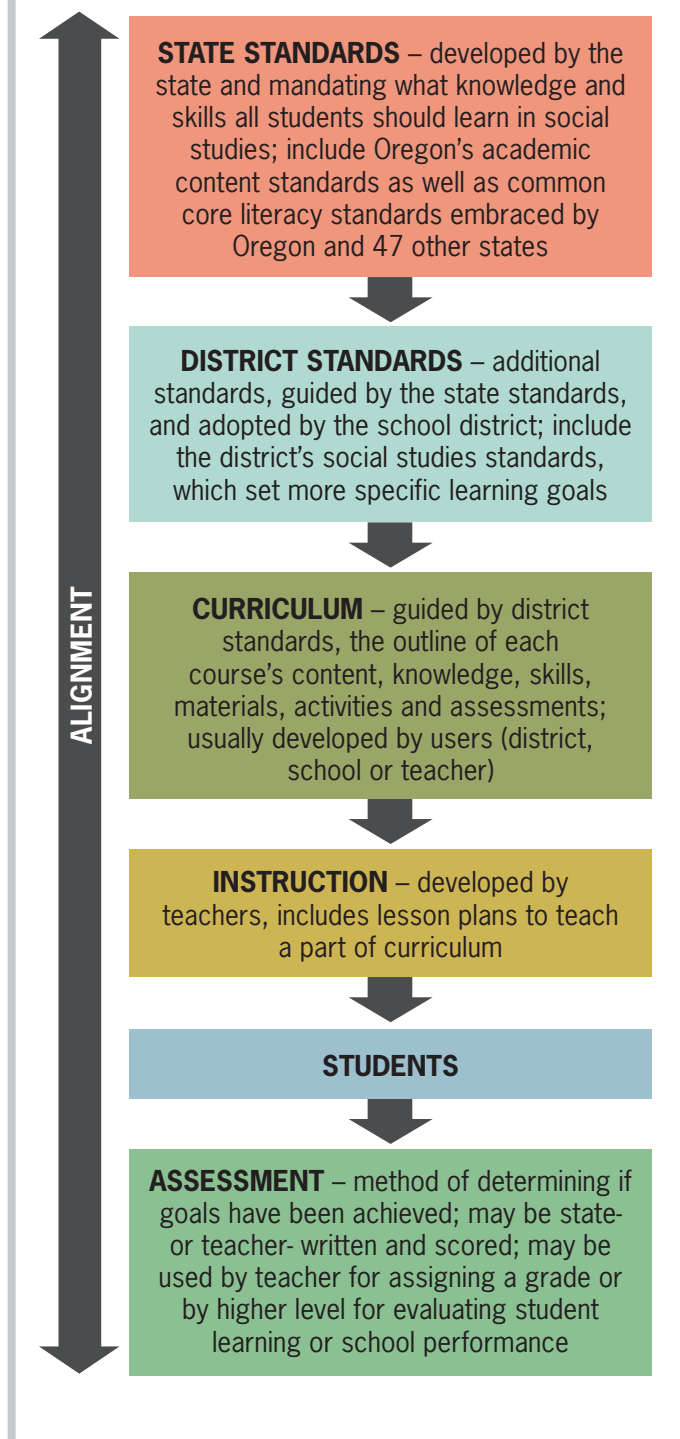 STATE STANDARDS – developed by the
state and mandating what knowledge and
skills all students should learn in social
studies; include Oregon's academic
content standards as well as common
core literacy standards embraced by
Oregon and 47 other states
DISTRICT STANDARDS – additional
standards, guided by the state standards,
and adopted by the school district; include
the district's social studies standards,
which set more specific learning goals
ALIGNMENT
CURRICULUM – guided by district
standards, the outline of each
course's content, knowledge, skills,
materials, activities and assessments;
usually developed by users (district,
school or teacher)
INSTRUCTION – developed by
teachers, includes lesson plans to teach
a part of curriculum
STUDENTS
ASSESSMENT – method of determining if
goals have been achieved; may be state-
or teacher- written and scored; may be
used by teacher for assigning a grade or
by higher level for evaluating student
learning or school performance